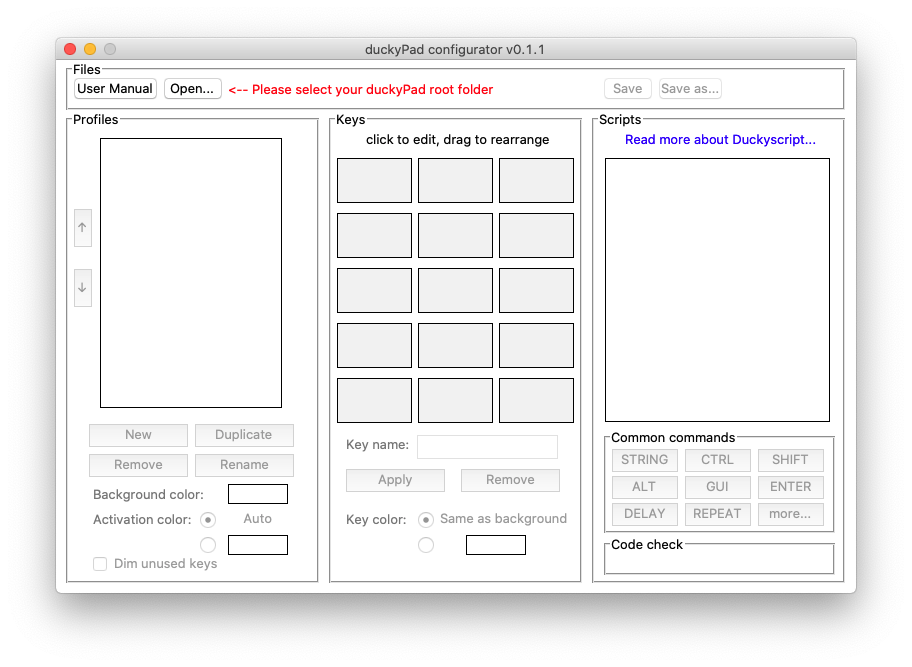 duckyPad configurator v0.1.1
Files
User Manual
Open...
<-- Please select your duckyPad root folder
Save
Save as...
Profiles
↑
↓
New
Duplicate
Remove
Rename
Background color:
Activation color:
Auto
Dim unused keys
Keys
click to edit, drag to rearrange
Key name:
Apply
Remove
Key color:
Same as background
Scripts
Read more about Duckyscript...
Common commands
STRING
CTRL
SHIFT
ALT
GUI
ENTER
DELAY
REPEAT
more...
Code check